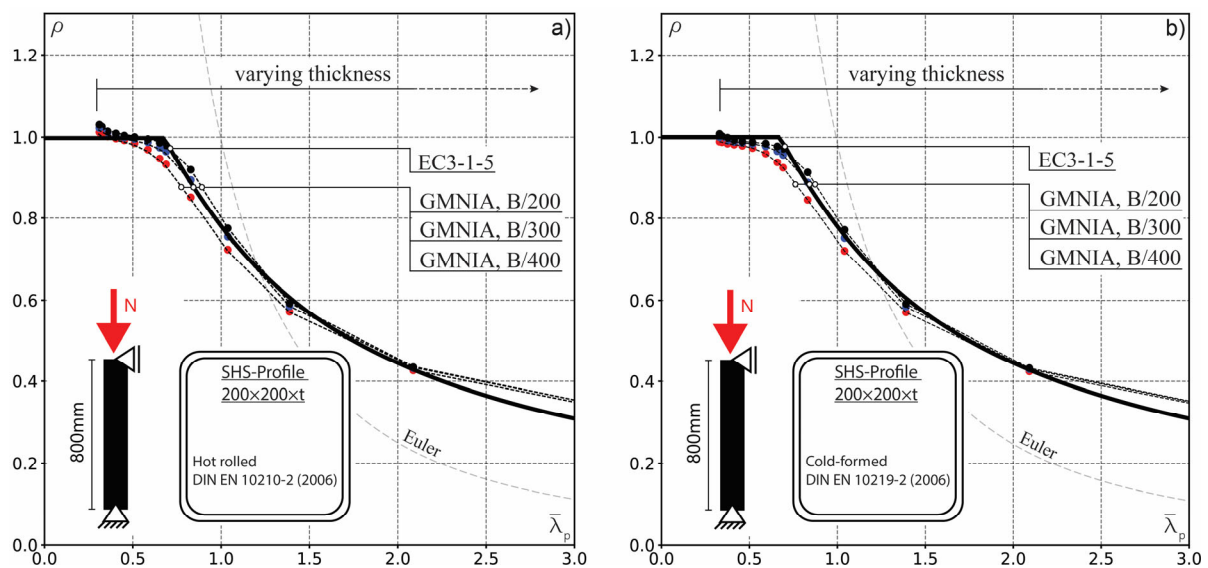 ρ
a)
1.2
varying thickness
1.0
EC3-1-5
0.8
GMNIA, B/200
GMNIA, B/300
GMNIA, B/400
0.6
N
SHS-Profile
200×200×t
0.4
800mm
Euler
0.2
Hot rolled
DIN EN 10210-2 (2006)
λ̅p
0.0
0.0 0.5 1.0 1.5 2.0 2.5 3.0
ρ
b)
1.2
varying thickness
1.0
EC3-1-5
0.8
GMNIA, B/200
GMNIA, B/300
GMNIA, B/400
0.6
N
SHS-Profile
200×200×t
0.4
800mm
Euler
0.2
Cold-formed
DIN EN 10219-2 (2006)
λ̅p
0.0
0.0 0.5 1.0 1.5 2.0 2.5 3.0